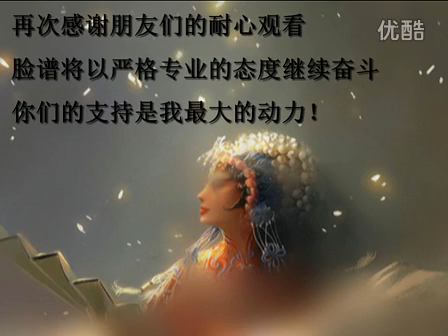 再次感谢朋友们的耐心观看
优酷
脸谱将以严格专业的态度继续奋斗
你们的支持是我最大的动力！